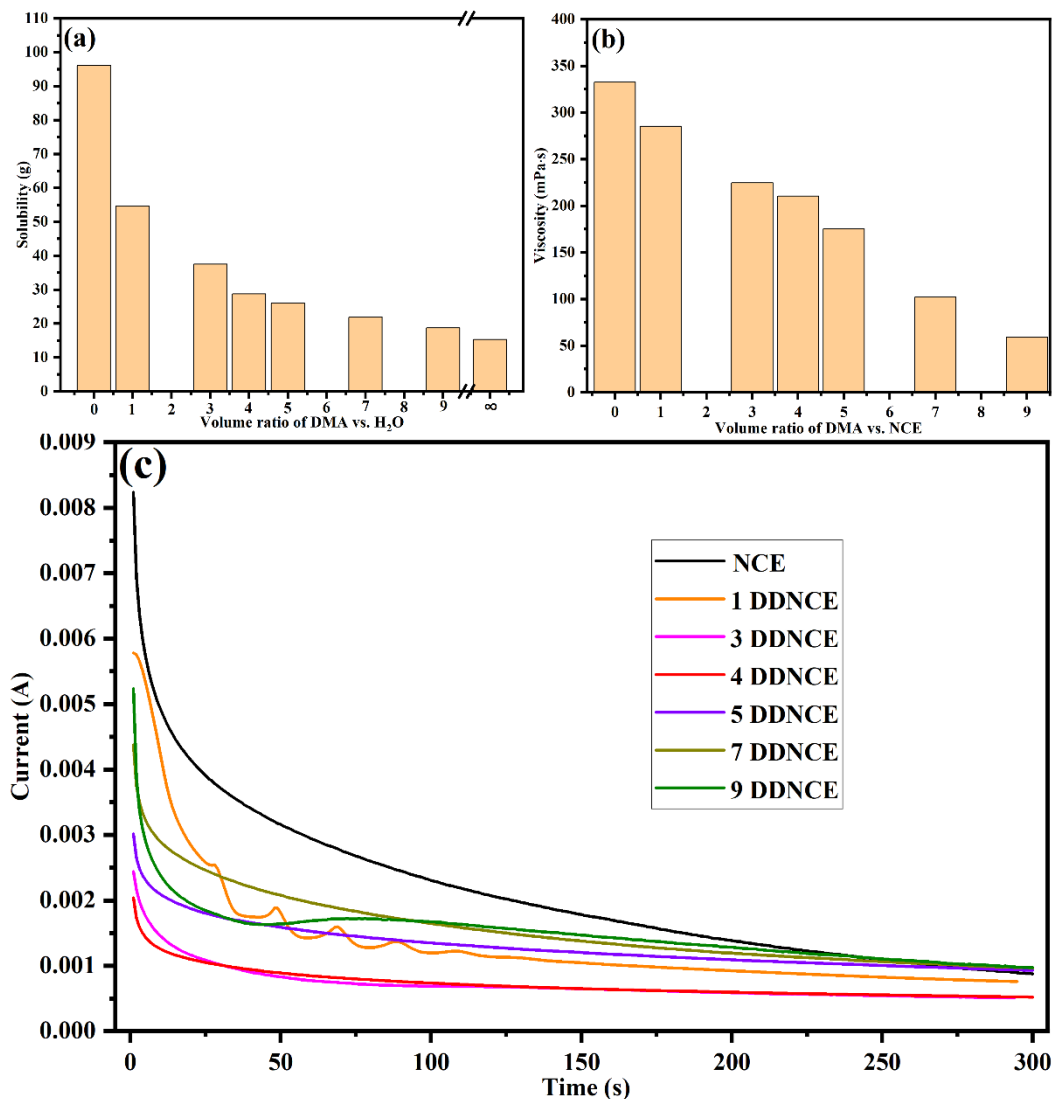 (a)
Solubility (g)
110
100
90
80
70
60
50
40
30
20
10
0
0 1 2 3 4 5 6 7 8 9 ∞
Volume ratio of DMA vs. H₂O
(b)
Viscosity (mPa·s)
400
350
300
250
200
150
100
50
0
0 1 2 3 4 5 6 7 8 9
Volume ratio of DMA vs. NCE
(c)
Current (A)
0.009
0.008
0.007
0.006
0.005
0.004
0.003
0.002
0.001
0.000
NCE
1 DDNCE
3 DDNCE
4 DDNCE
5 DDNCE
7 DDNCE
9 DDNCE
0 50 100 150 200 250 300
Time (s)